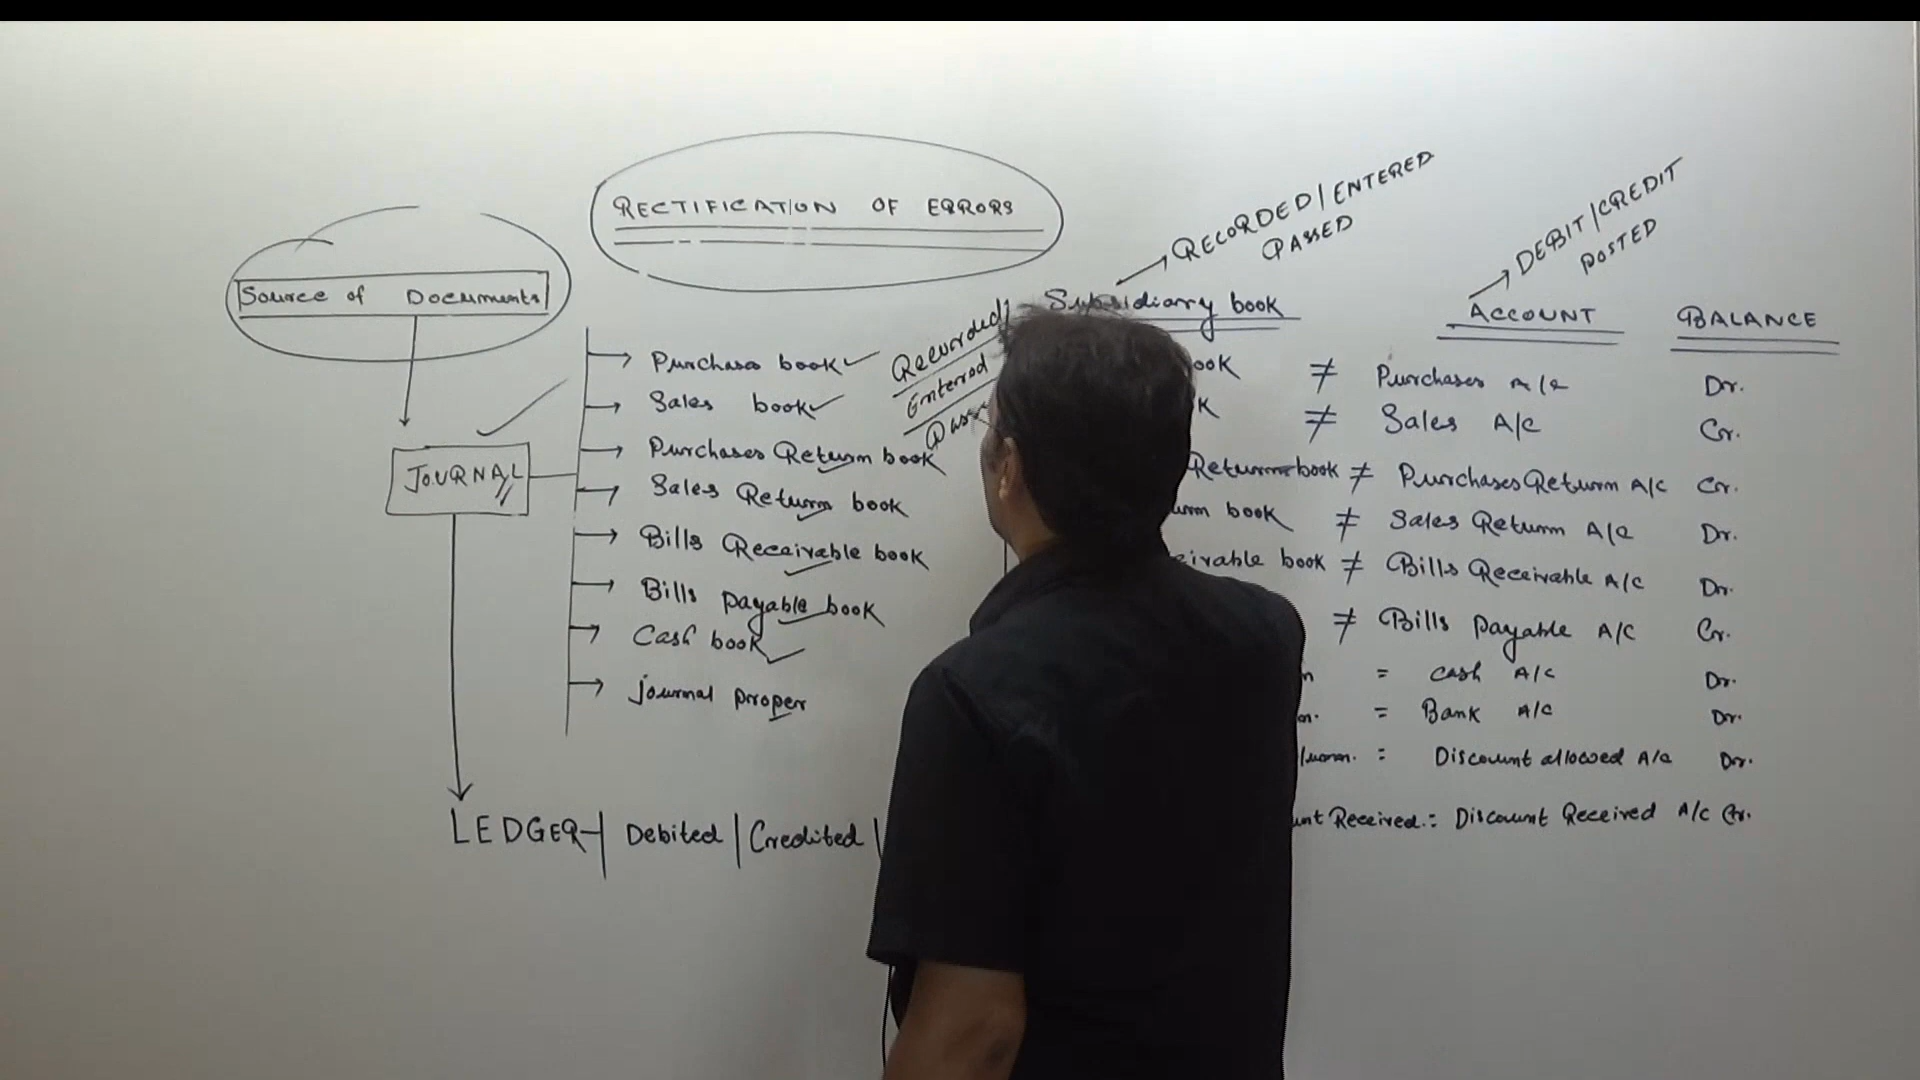 RECTIFICATION OF ERRORS
Source of Documents
JOURNAL
Purchases book
Sales book
Purchases Return book
Sales Return book
Bills Receivable book
Bills payable book
Cash book
Journal proper
LEDGER- | Debited | Credited |
Recorded/
Entered
Subsidiary book
RECORDED/ENTERED
PASSED
ACCOUNT
DEBIT/CREDIT
POSTED
BALANCE
≠ Purchases A/c Dr.
≠ Sales A/c Cr.
Return book ≠ Purchases Return A/c Cr.
book ≠ Sales Return A/c Dr.
book ≠ Bills Receivable A/c Dr.
≠ Bills payable A/c Cr.
= Cash A/c Dr.
= Bank A/c Dr.
= Discount allowed A/c Dr.
Received. = Discount Received A/c Cr.